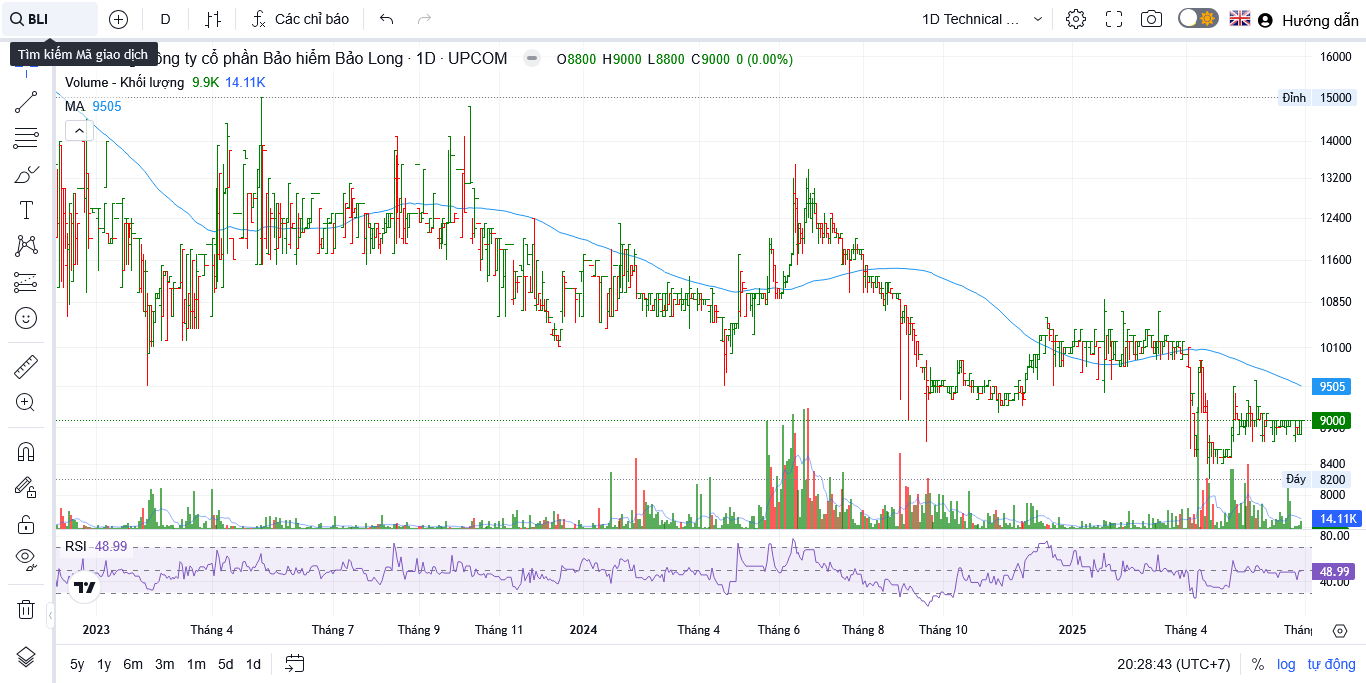 BLI
D
Các chỉ báo
1D Technical ...
Hướng dẫn
Tìm kiếm Mã giao dịch
ông ty cổ phần Bảo hiểm Bảo Long · 1D · UPCOM
O8800 H9000 L8800 C9000 0 (0.00%)
Volume - Khối lượng 9.9K 14.11K
MA 9505
16000
Đỉnh 15000
14000
13200
12400
11600
10850
10100
9505
9000
8400
Đáy 8200
8000
14.11K
RSI 48.99
80.00
48.99
40.00
2023 Tháng 4 Tháng 7 Tháng 9 Tháng 11 2024 Tháng 4 Tháng 6 Tháng 8 Tháng 10 2025 Tháng 4 Tháng
5y 1y 6m 3m 1m 5d 1d
20:28:43 (UTC+7) % log tự động